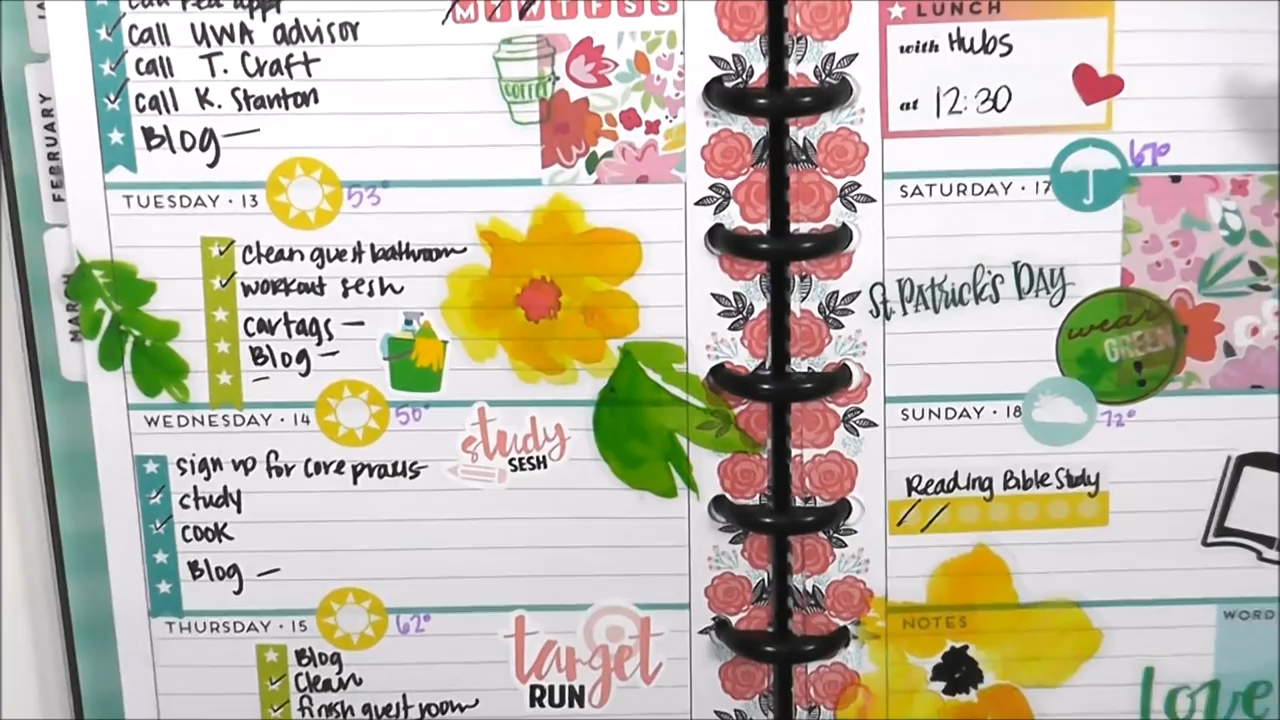 call UWA advisor
call T. Craft
call K. Stanton
Blog —
M T W T F S S
COFFEE
FEBRUARY
MARCH
TUESDAY · 13
53°
clean guest bathroom
workout sesh
cartags —
Blog —
WEDNESDAY · 14
50°
study
SESH
sign up for core praxis
study
cook
Blog —
THURSDAY · 15
62°
Blog
Clean
finish guest room
target
RUN
LUNCH
with Hubs
at 12:30
67°
SATURDAY · 17
St. Patrick's Day
wear
GREEN
!
SUNDAY · 18
72°
Reading Bible Study
NOTES
WORD
love